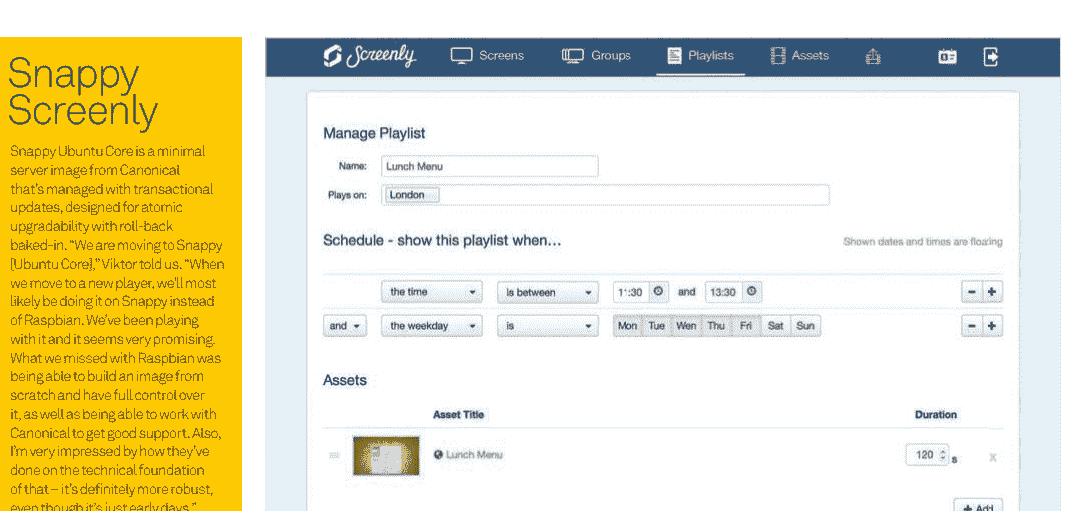 Snappy
Screenly
Snappy Ubuntu Core is a minimal
server image from Canonical
that's managed with transactional
updates, designed for atomic
upgradability with roll-back
baked-in. "We are moving to Snappy
[Ubuntu Core]," Viktor told us. "When
we move to a new player, we'll most
likely be doing it on Snappy instead
of Raspbian. We've been playing
with it and it seems very promising.
What we missed with Raspbian was
being able to build an image from
scratch and have full control over
it, as well as being able to work with
Canonical to get good support. Also,
I'm very impressed by how they've
done on the technical foundation
of that – it's definitely more robust,
even though it's just early days."
Screenly Screens Groups Playlists Assets
Manage Playlist
Name: Lunch Menu
Plays on: London
Schedule - show this playlist when...
Shown dates and times are floating
the time is between 11:30 and 13:30 - +
and the weekday is Mon Tue Wen Thu Fri Sat Sun - +
Assets
Asset Title Duration
Lunch Menu 120 s x
+ Add